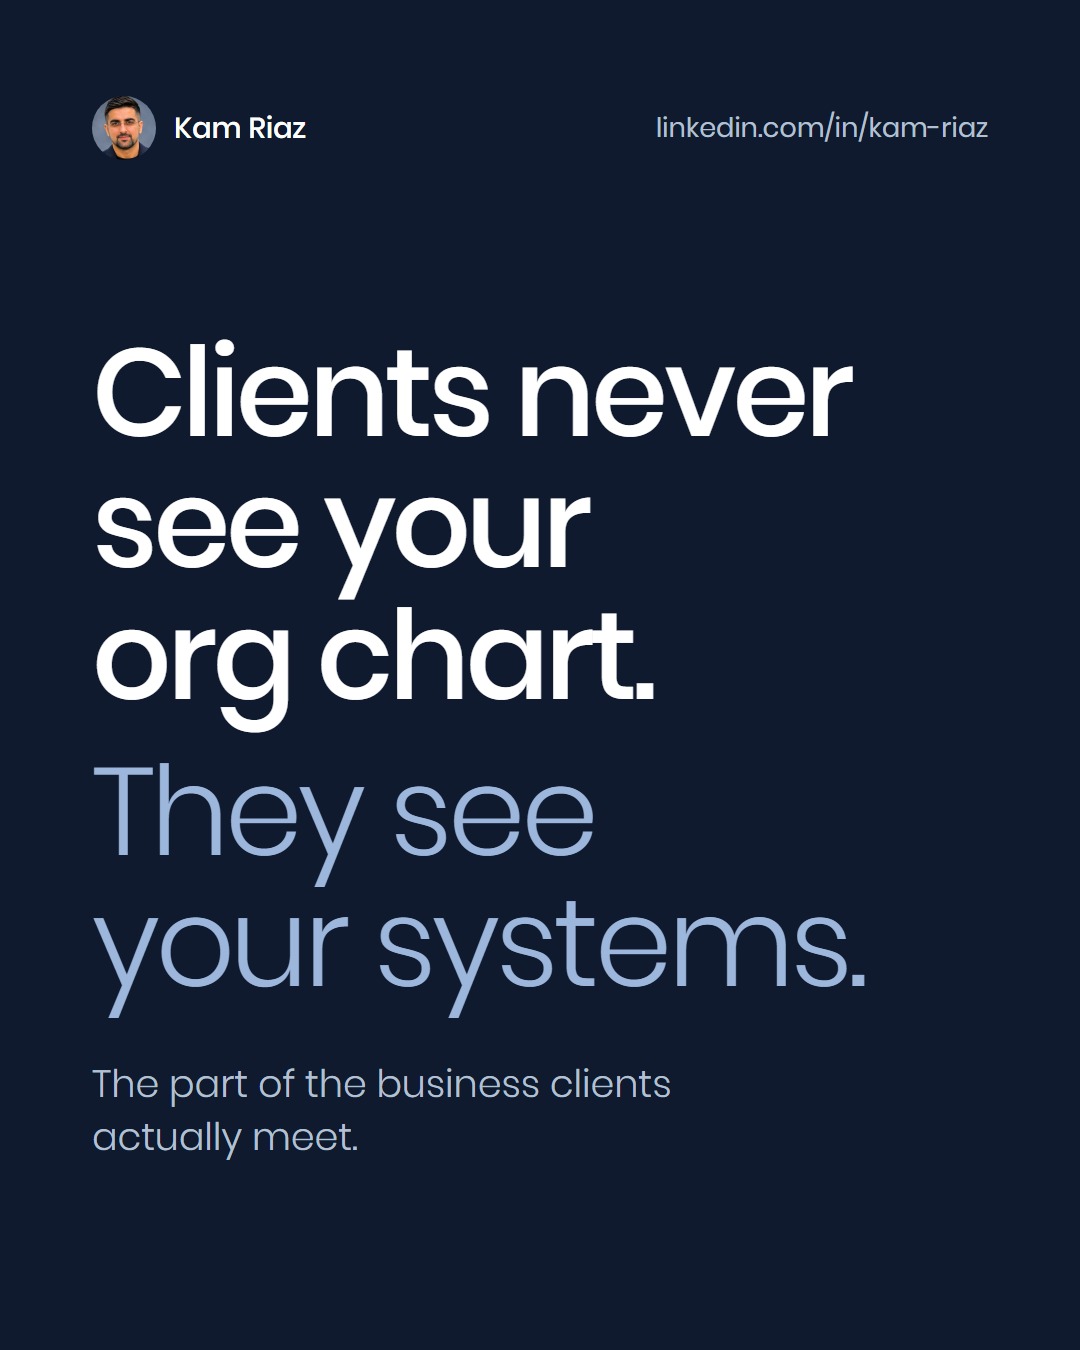 Kam Riaz
linkedin.com/in/kam-riaz
Clients never
see your
org chart.
They see
your systems.
The part of the business clients
actually meet.